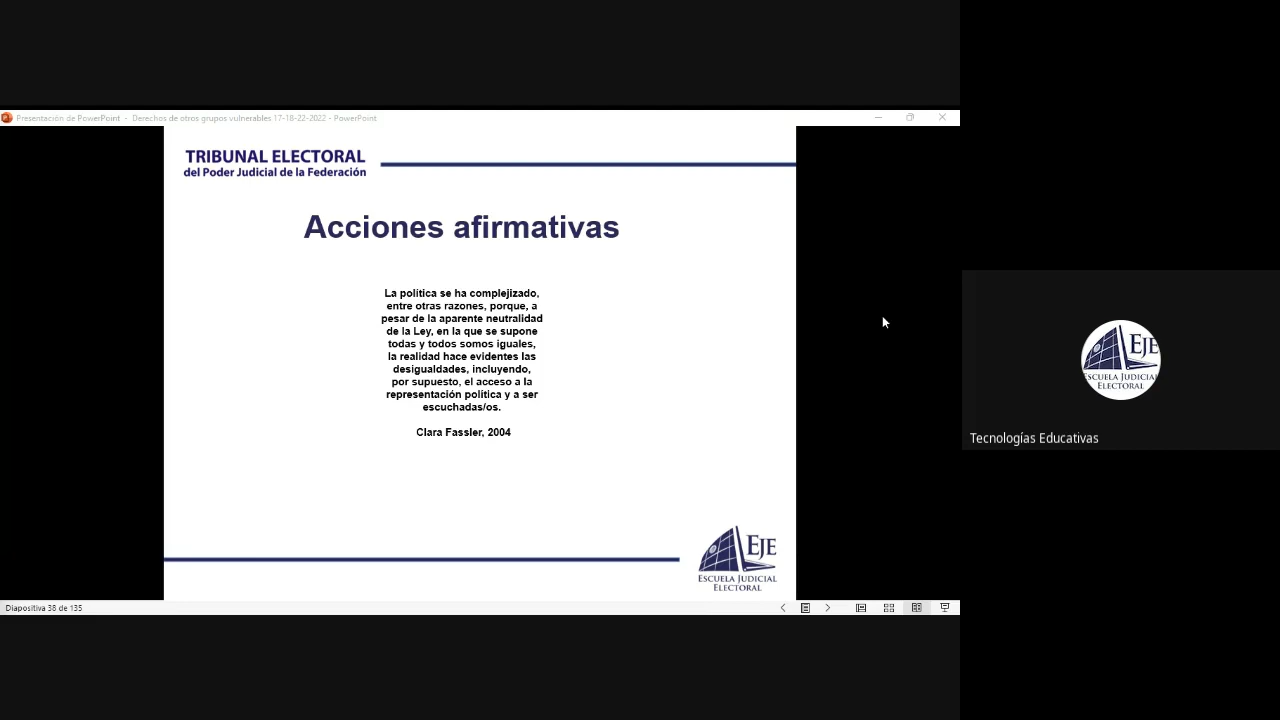 Presentación de PowerPoint - Derechos de otros grupos vulnerables 17-18-22-2022 - PowerPoint
TRIBUNAL ELECTORAL
del Poder Judicial de la Federación
Acciones afirmativas
La política se ha complejizado,
entre otras razones, porque, a
pesar de la aparente neutralidad
de la Ley, en la que se supone
todas y todos somos iguales,
la realidad hace evidentes las
desigualdades, incluyendo,
por supuesto, el acceso a la
representación política y a ser
escuchadas/os.
Clara Fassler, 2004
EJE
ESCUELA JUDICIAL
ELECTORAL
Diapositiva 38 de 135
EJE
ESCUELA JUDICIAL
ELECTORAL
Tecnologías Educativas